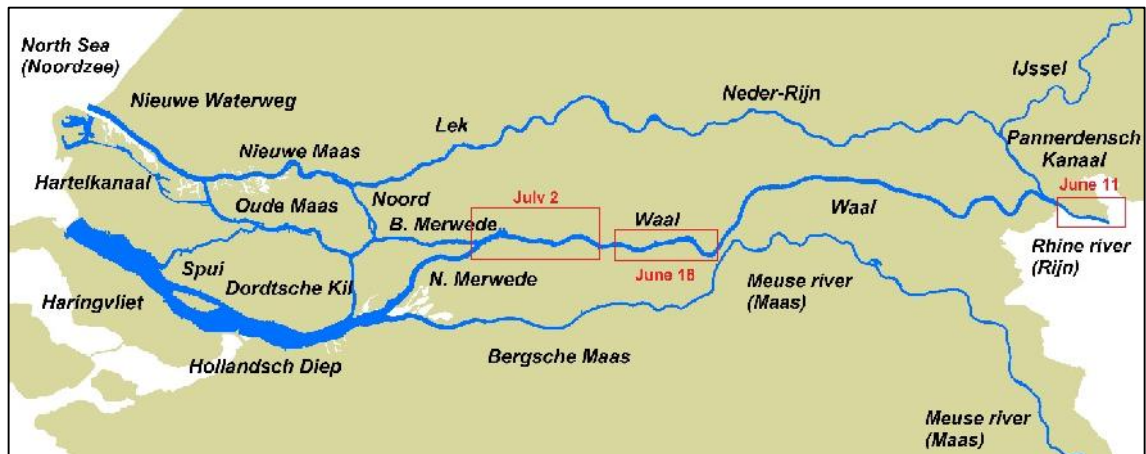 North Sea
(Noordzee)
Nieuwe Waterweg
IJssel
Neder-Rijn
Lek
Pannerdensch
Kanaal
Nieuwe Maas
Hartelkanaal
Noord
June 11
Oude Maas
July 2
B. Merwede
Waal
Waal
Rhine river
(Rijn)
Spui
June 18
N. Merwede
Meuse river
(Maas)
Dordtsche Kil
Haringvliet
Bergsche Maas
Hollandsch Diep
Meuse river
(Maas)